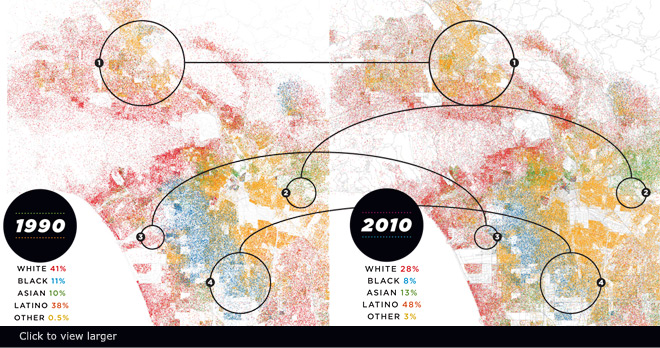 1
1
2
2
3
3
4
4
1990
WHITE 41%
BLACK 11%
ASIAN 10%
LATINO 38%
OTHER 0.5%
2010
WHITE 28%
BLACK 8%
ASIAN 13%
LATINO 48%
OTHER 3%
Click to view larger